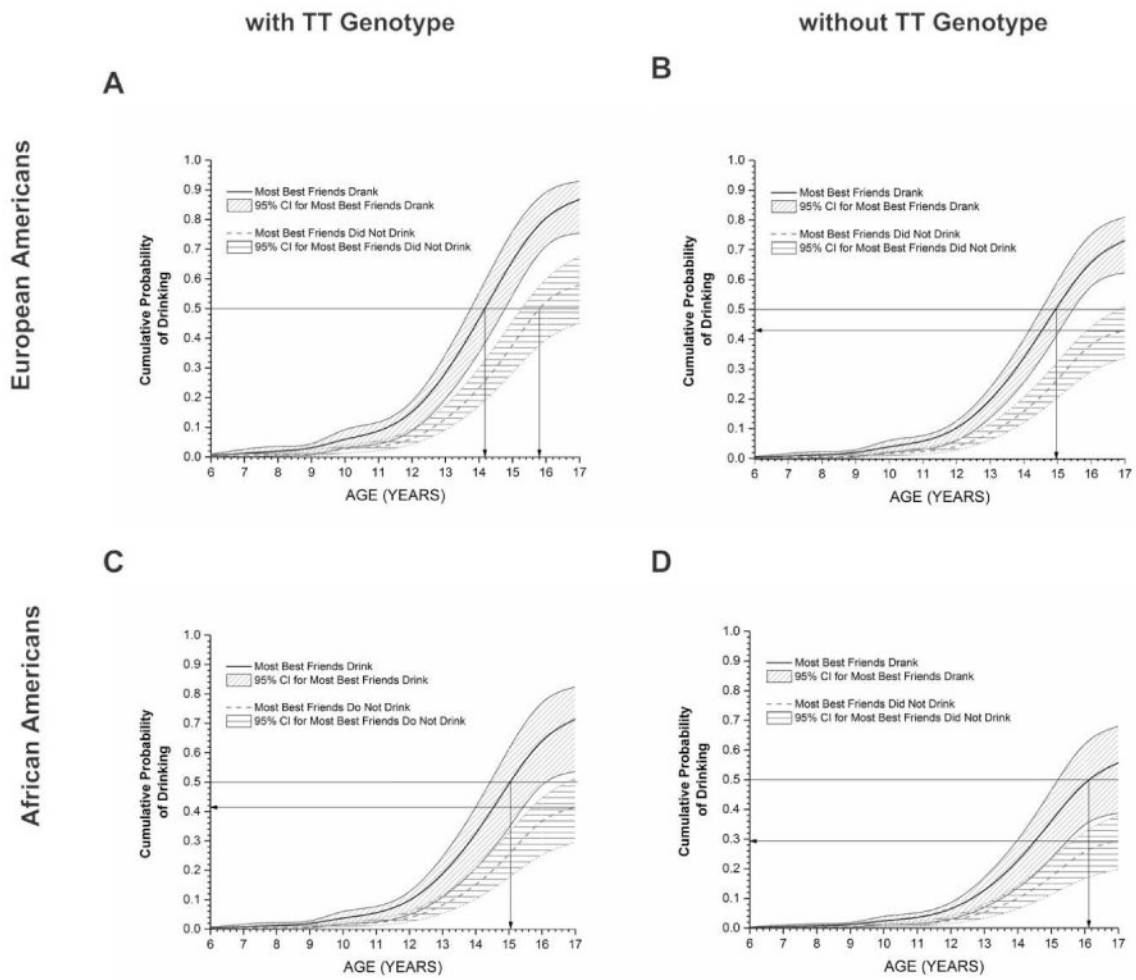 with TT Genotype
without TT Genotype
European Americans
A
Cumulative Probability
of Drinking
1.0
0.9
0.8
0.7
0.6
0.5
0.4
0.3
0.2
0.1
0.0
Most Best Friends Drank
95% CI for Most Best Friends Drank
Most Best Friends Did Not Drink
95% CI for Most Best Friends Did Not Drink
6 7 8 9 10 11 12 13 14 15 16 17
AGE (YEARS)
B
Cumulative Probability
of Drinking
1.0
0.9
0.8
0.7
0.6
0.5
0.4
0.3
0.2
0.1
0.0
Most Best Friends Drank
95% CI for Most Best Friends Drank
Most Best Friends Did Not Drink
95% CI for Most Best Friends Did Not Drink
6 7 8 9 10 11 12 13 14 15 16 17
AGE (YEARS)
African Americans
C
Cumulative Probability
of Drinking
1.0
0.9
0.8
0.7
0.6
0.5
0.4
0.3
0.2
0.1
0.0
Most Best Friends Drink
95% CI for Most Best Friends Drink
Most Best Friends Do Not Drink
95% CI for Most Best Friends Do Not Drink
6 7 8 9 10 11 12 13 14 15 16 17
AGE (YEARS)
D
Cumulative Probability
of Drinking
1.0
0.9
0.8
0.7
0.6
0.5
0.4
0.3
0.2
0.1
0.0
Most Best Friends Drank
95% CI for Most Best Friends Drank
Most Best Friends Did Not Drink
95% CI for Most Best Friends Did Not Drink
6 7 8 9 10 11 12 13 14 15 16 17
AGE (YEARS)